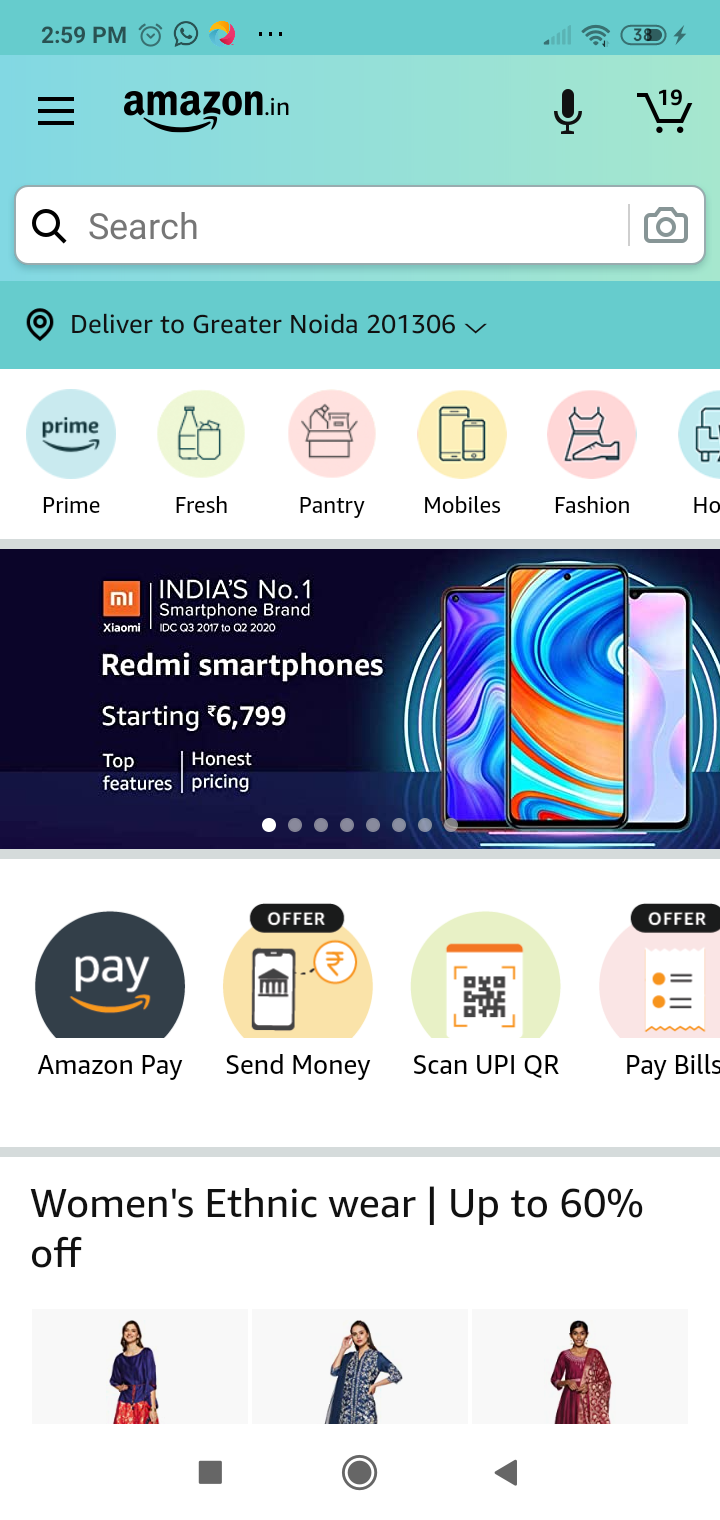 2:59 PM ...
38
amazon.in
19
Search
Deliver to Greater Noida 201306
prime
Prime
Fresh
Pantry
Mobiles
Fashion
Ho
mi
Xiaomi
INDIA'S No.1
Smartphone Brand
IDC Q3 2017 to Q2 2020
Redmi smartphones
Starting ₹6,799
Top
features
Honest
pricing
pay
OFFER
OFFER
Amazon Pay
Send Money
Scan UPI QR
Pay Bills
Women's Ethnic wear | Up to 60%
off